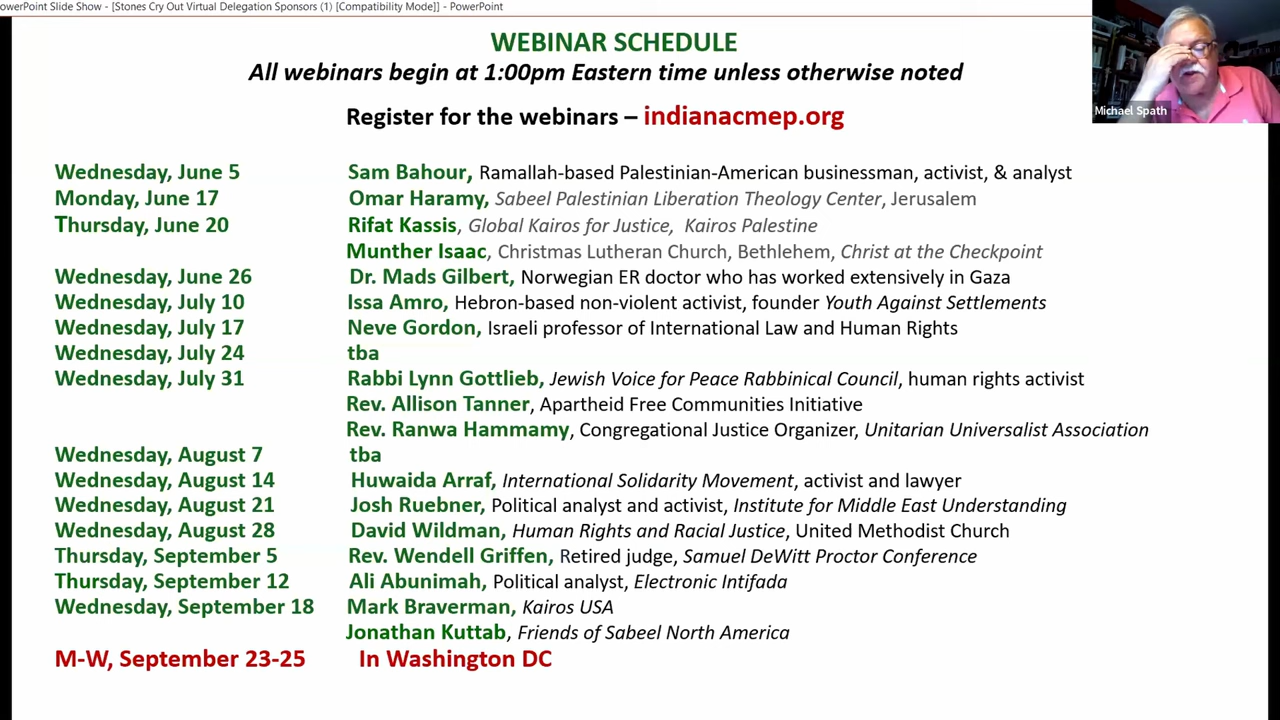 owerPoint Slide Show - [Stones Cry Out Virtual Delegation Sponsors (1) [Compatibility Mode]] - PowerPoint
WEBINAR SCHEDULE
All webinars begin at 1:00pm Eastern time unless otherwise noted
Michael Spath
Register for the webinars – indianacmep.org
Wednesday, June 5 Sam Bahour, Ramallah-based Palestinian-American businessman, activist, & analyst
Monday, June 17 Omar Haramy, Sabeel Palestinian Liberation Theology Center, Jerusalem
Thursday, June 20 Rifat Kassis, Global Kairos for Justice, Kairos Palestine
Munther Isaac, Christmas Lutheran Church, Bethlehem, Christ at the Checkpoint
Wednesday, June 26 Dr. Mads Gilbert, Norwegian ER doctor who has worked extensively in Gaza
Wednesday, July 10 Issa Amro, Hebron-based non-violent activist, founder Youth Against Settlements
Wednesday, July 17 Neve Gordon, Israeli professor of International Law and Human Rights
Wednesday, July 24 tba
Wednesday, July 31 Rabbi Lynn Gottlieb, Jewish Voice for Peace Rabbinical Council, human rights activist
Rev. Allison Tanner, Apartheid Free Communities Initiative
Rev. Ranwa Hammamy, Congregational Justice Organizer, Unitarian Universalist Association
Wednesday, August 7 tba
Wednesday, August 14 Huwaida Arraf, International Solidarity Movement, activist and lawyer
Wednesday, August 21 Josh Ruebner, Political analyst and activist, Institute for Middle East Understanding
Wednesday, August 28 David Wildman, Human Rights and Racial Justice, United Methodist Church
Thursday, September 5 Rev. Wendell Griffen, Retired judge, Samuel DeWitt Proctor Conference
Thursday, September 12 Ali Abunimah, Political analyst, Electronic Intifada
Wednesday, September 18 Mark Braverman, Kairos USA
Jonathan Kuttab, Friends of Sabeel North America
M-W, September 23-25 In Washington DC